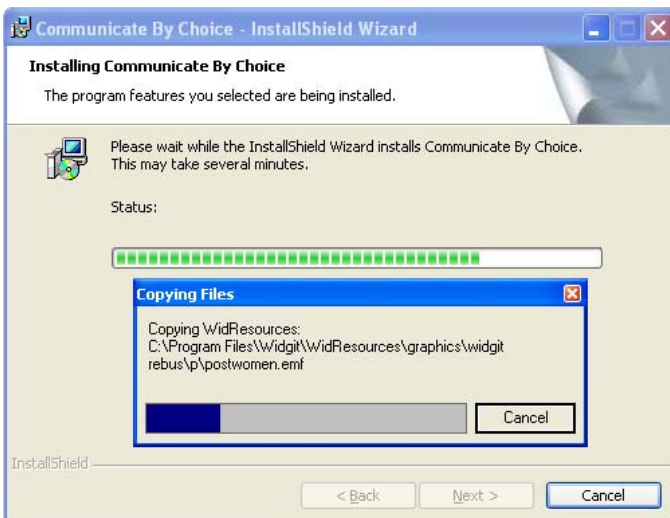 Communicate By Choice - InstallShield Wizard
Installing Communicate By Choice
The program features you selected are being installed.
Please wait while the InstallShield Wizard installs Communicate By Choice.
This may take several minutes.
Status:
Copying Files
Copying WidResources:
C:\Program Files\Widgit\WidResources\graphics\widgit
rebus\p\postwomen.emf
Cancel
InstallShield
< Back Next > Cancel